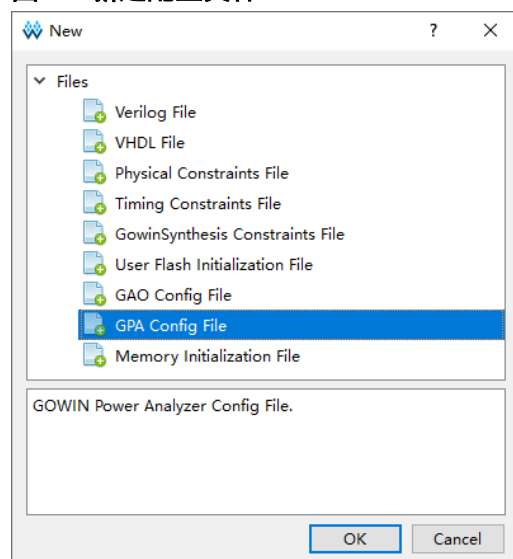 New
?
Files
Verilog File
VHDL File
Physical Constraints File
Timing Constraints File
GowinSynthesis Constraints File
User Flash Initialization File
GAO Config File
GPA Config File
Memory Initialization File
GOWIN Power Analyzer Config File.
OK Cancel